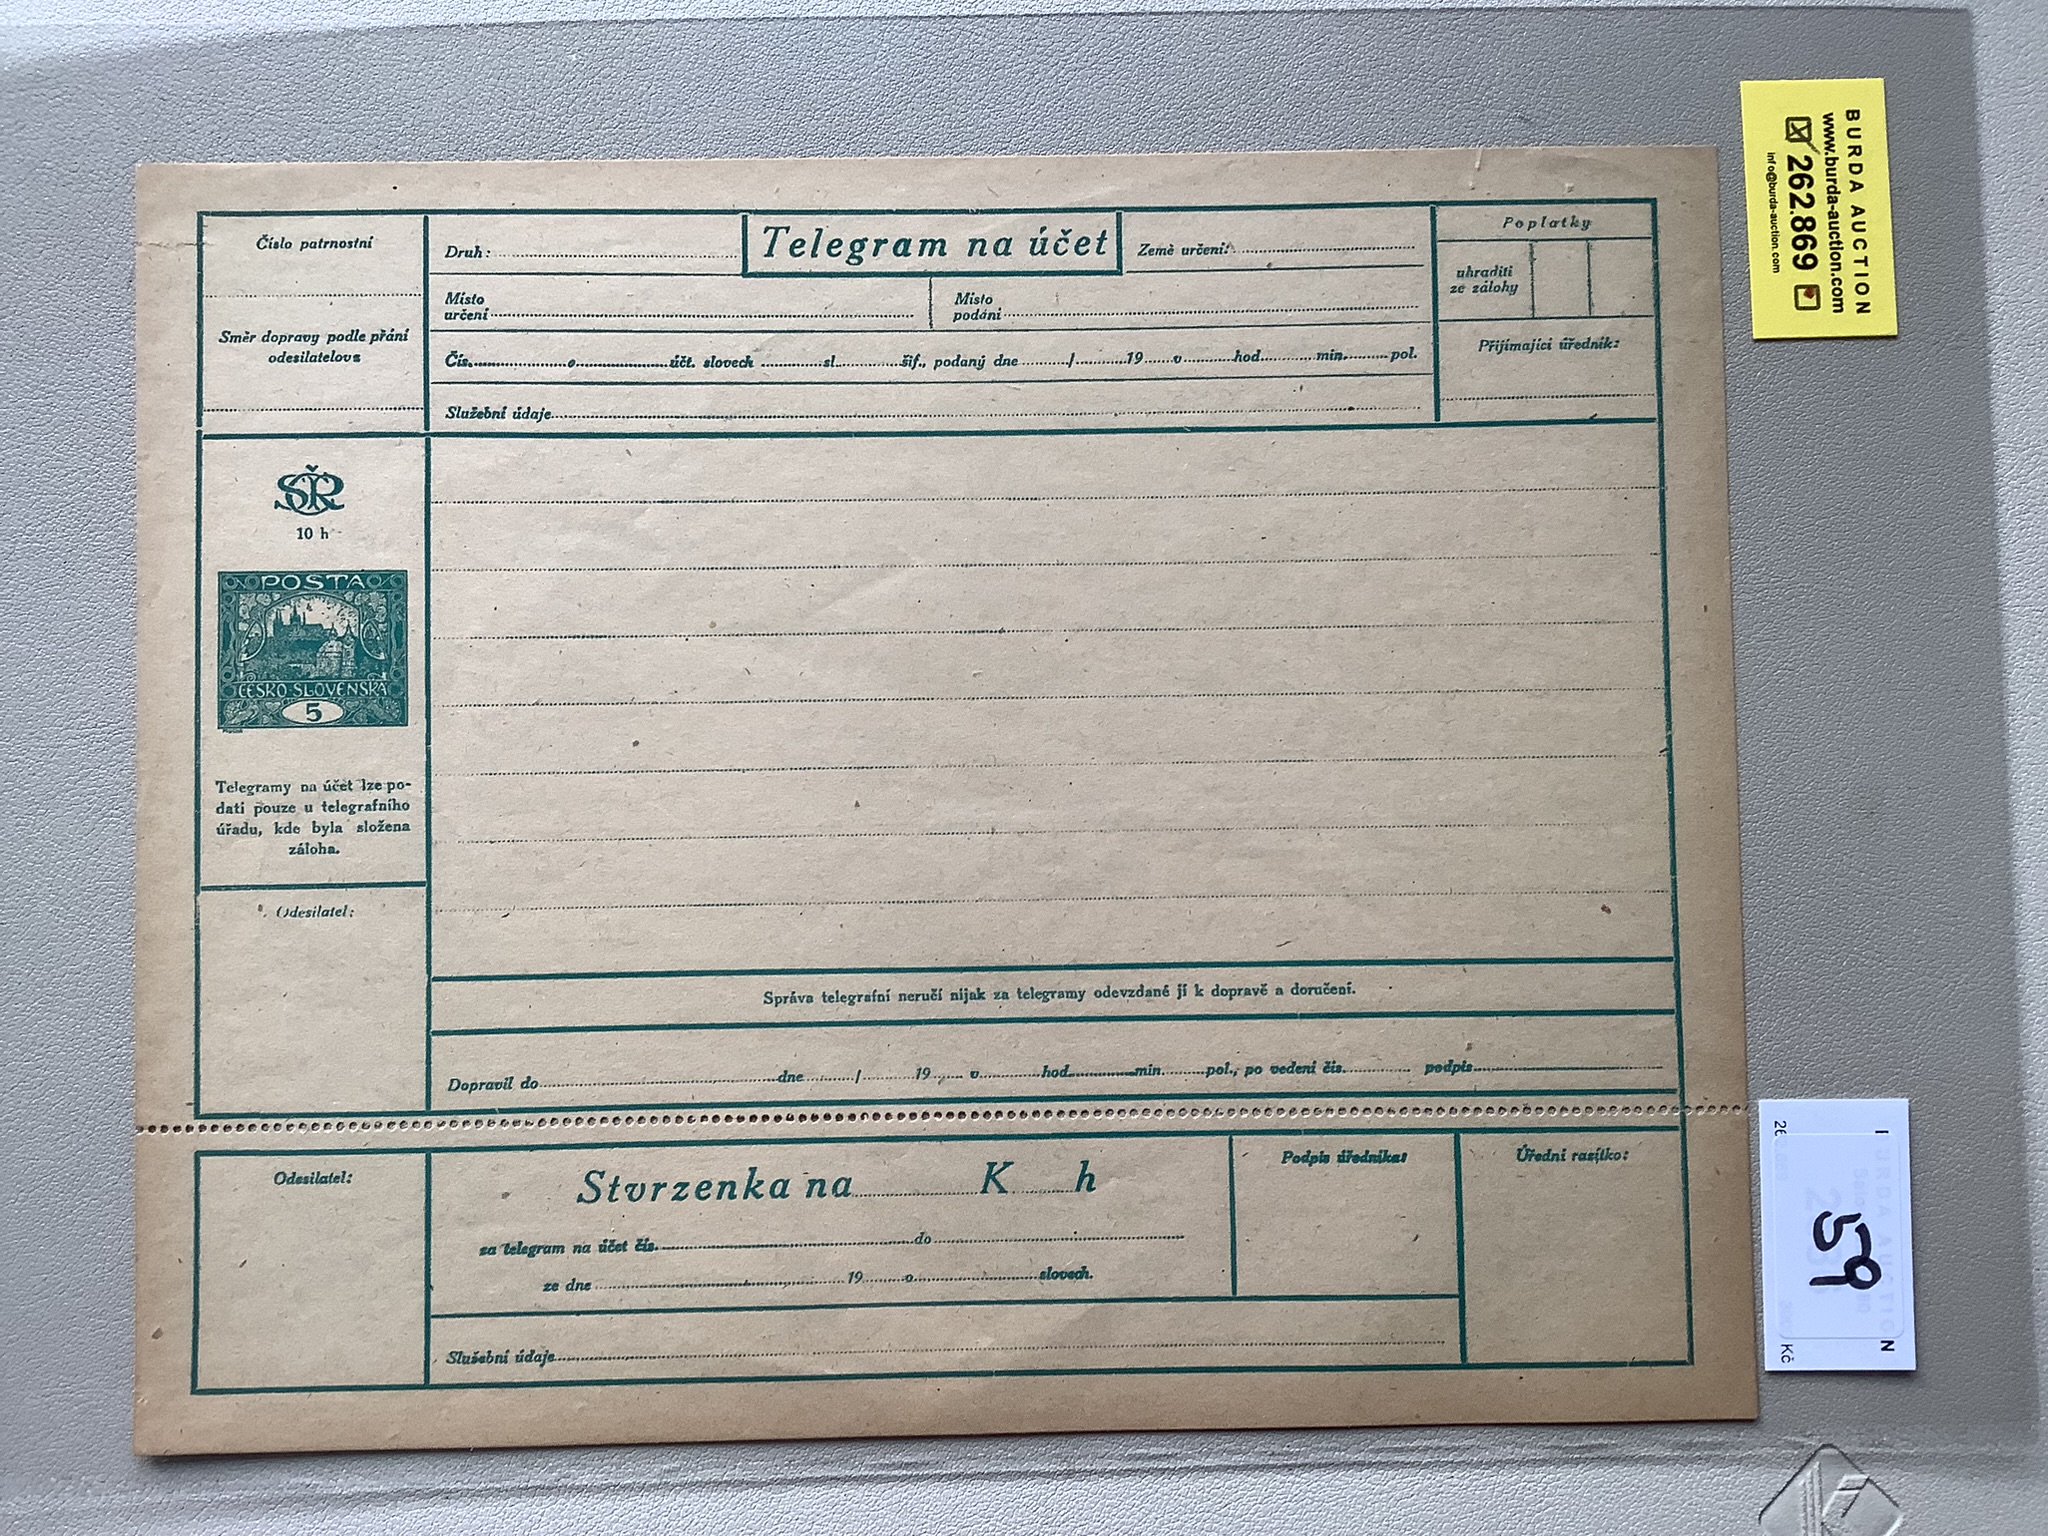 Číslo patrnostní
Směr dopravy podle přání
odesilatelova
Druh:
Telegram na účet
Země určení:
Místo
určení
Místo
podání
Čís. o účt. slovech sl. šif., podaný dne / 19 v hod. min. pol.
Služební údaje
Poplatky
uhraditi
ze zálohy
Přijímající úředník:
SČR
10 h
POSTA
ČESKO-SLOVENSKÁ
5
Telegramy na účet lze po-
dati pouze u telegrafního
úřadu, kde byla složena
záloha.
Odesilatel:
Správa telegrafní neručí nijak za telegramy odevzdané jí k dopravě a doručení.
Dopravil do dne / 19 v hod. min. pol., po vedení čís. podpis
Odesilatel:
Stvrzenka na K h
za telegram na účet čís. do
ze dne 19 o slovech.
Služební údaje
Podpis úředníka:
Úřední razítko:
BURDA AUCTION
www.burda-auction.com
262.869
info@burda-auction.com
59
N
Kč